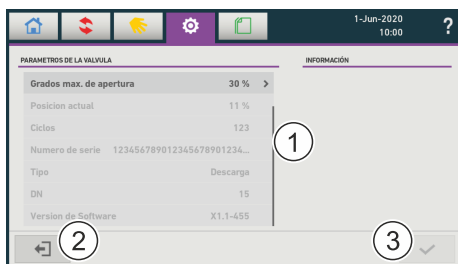 1-Jun-2020
10:00
?
PARAMETROS DE LA VALVULA
INFORMACIÓN
Grados max. de apertura 30 % >
Posicion actual 11 %
Ciclos 123
Numero de serie 123456789012345678901234...
Tipo Descarga
DN 15
Version de Software X1.1-455
1
2
3